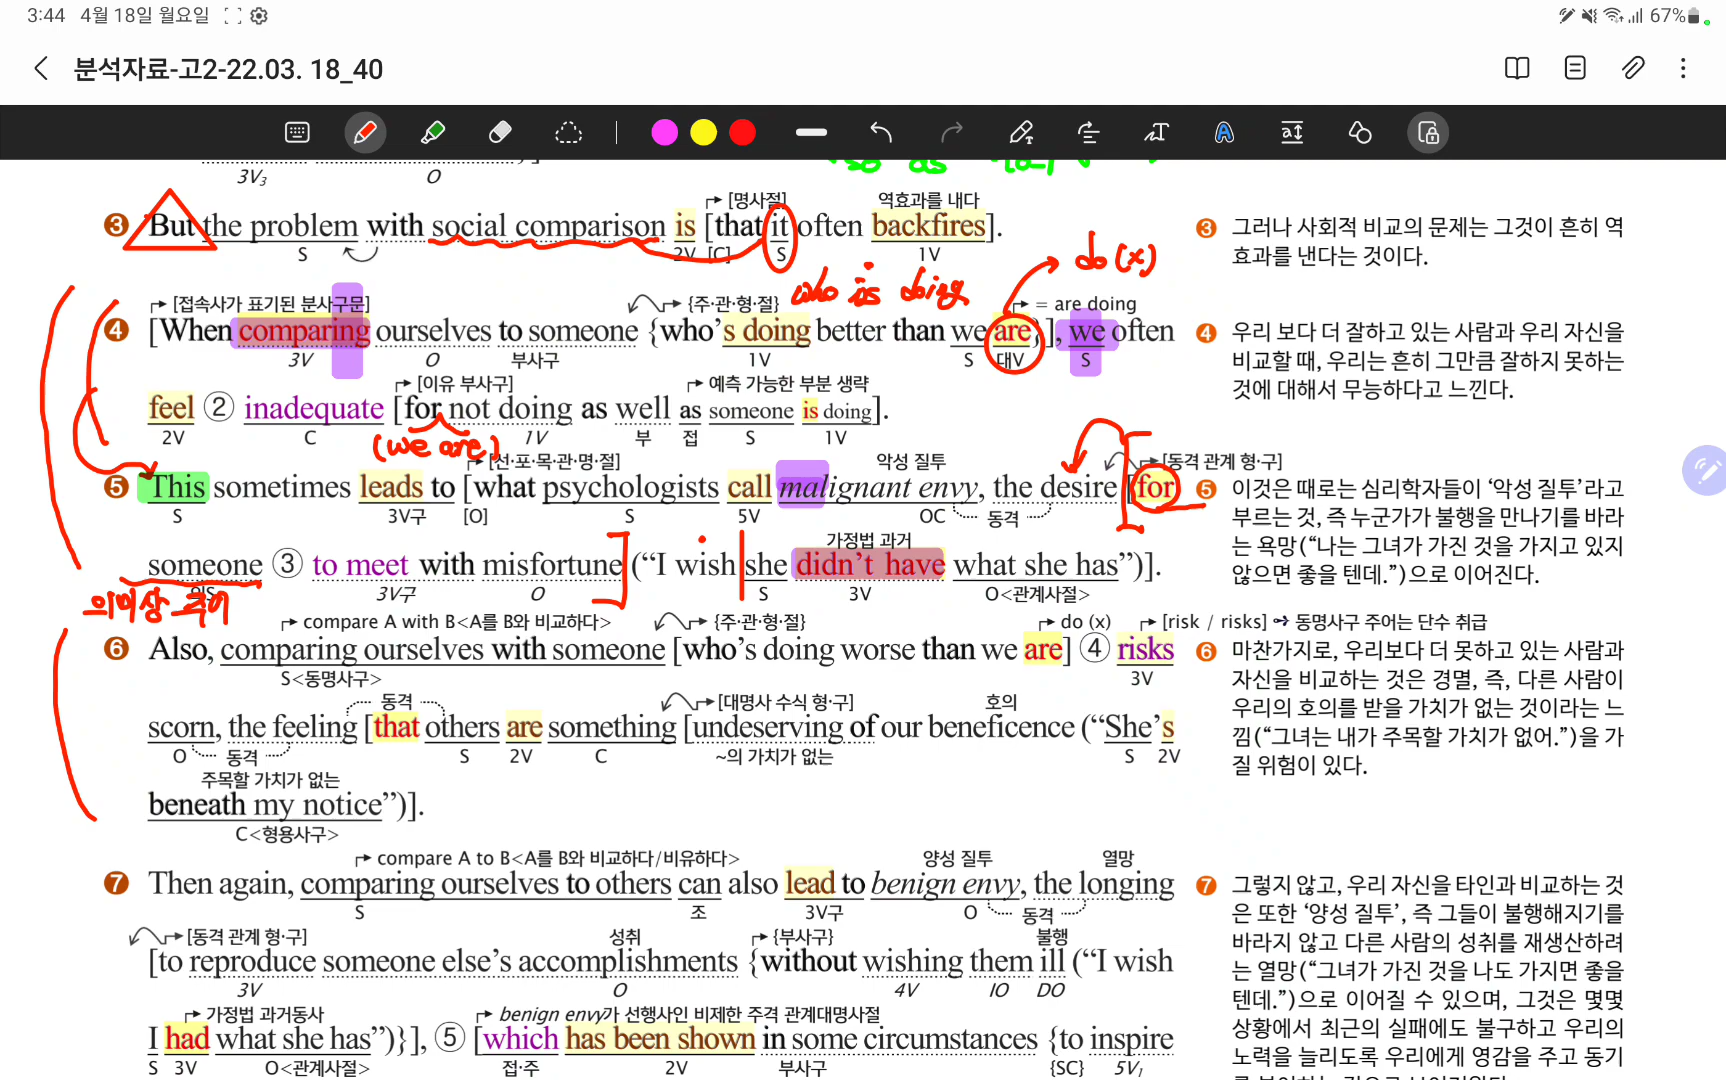 3:44 4월 18일 월요일
67%
분석자료-고2-22.03. 18_40
3V₃ O
[명사절] 역효과를 내다
③ But the problem with social comparison is [that it often backfires].
S 2V [C] S 1V
do (x)
who is doing
[접속사가 표기된 분사구문] {주·관·형·절} = are doing
④ [When comparing ourselves to someone {who's doing better than we are}], we often
3V O 부사구 1V S 대V S
[이유 부사구] 예측 가능한 부분 생략
feel ② inadequate [for not doing as well as someone is doing].
2V C 1V 부 접 S 1V
(we are)
[선·포·목·관·명·절] 악성 질투 [동격 관계 형·구]
⑤ This sometimes leads to [what psychologists call malignant envy, the desire [for
S 3V구 [O] S 5V OC 동격
가정법 과거
someone ③ to meet with misfortune] ("I wish she didn't have what she has")].
3V구 O S 3V O<관계사절>
의미상 주어
compare A with B<A를 B와 비교하다> {주·관·형·절} do (x) [risk / risks] 동명사구 주어는 단수 취급
⑥ Also, comparing ourselves with someone [who's doing worse than we are] ④ risks
S<동명사구> 3V
동격 [대명사 수식 형·구] 호의
scorn, the feeling [that others are something [undeserving of our beneficence ("She's
O 동격 S 2V C ~의 가치가 없는 S 2V
주목할 가치가 없는
beneath my notice")].
C<형용사구>
compare A to B<A를 B와 비교하다/비유하다> 양성 질투 열망
⑦ Then again, comparing ourselves to others can also lead to benign envy, the longing
S 조 3V구 O 동격
[동격 관계 형·구] 성취 {부사구} 불행
[to reproduce someone else's accomplishments {without wishing them ill ("I wish
3V O 4V IO DO
가정법 과거동사 benign envy가 선행사인 비제한 주격 관계대명사절
I had what she has")}], ⑤ [which has been shown in some circumstances {to inspire
S 3V O<관계사절> 접·주 2V 부사구 {SC} 5V₁
③ 그러나 사회적 비교의 문제는 그것이 흔히 역
효과를 낸다는 것이다.
④ 우리 보다 더 잘하고 있는 사람과 우리 자신을
비교할 때, 우리는 흔히 그만큼 잘하지 못하는
것에 대해서 무능하다고 느낀다.
⑤ 이것은 때로는 심리학자들이 '악성 질투'라고
부르는 것, 즉 누군가가 불행을 만나기를 바라
는 욕망("나는 그녀가 가진 것을 가지고 있지
않으면 좋을 텐데.")으로 이어진다.
⑥ 마찬가지로, 우리보다 더 못하고 있는 사람과
자신을 비교하는 것은 경멸, 즉, 다른 사람이
우리의 호의를 받을 가치가 없는 것이라는 느
낌("그녀는 내가 주목할 가치가 없어.")을 가
질 위험이 있다.
⑦ 그렇지 않고, 우리 자신을 타인과 비교하는 것
은 또한 '양성 질투', 즉 그들이 불행해지기를
바라지 않고 다른 사람의 성취를 재생산하려
는 열망("그녀가 가진 것을 나도 가지면 좋을
텐데.")으로 이어질 수 있으며, 그것은 몇몇
상황에서 최근의 실패에도 불구하고 우리의
노력을 늘리도록 우리에게 영감을 주고 동기